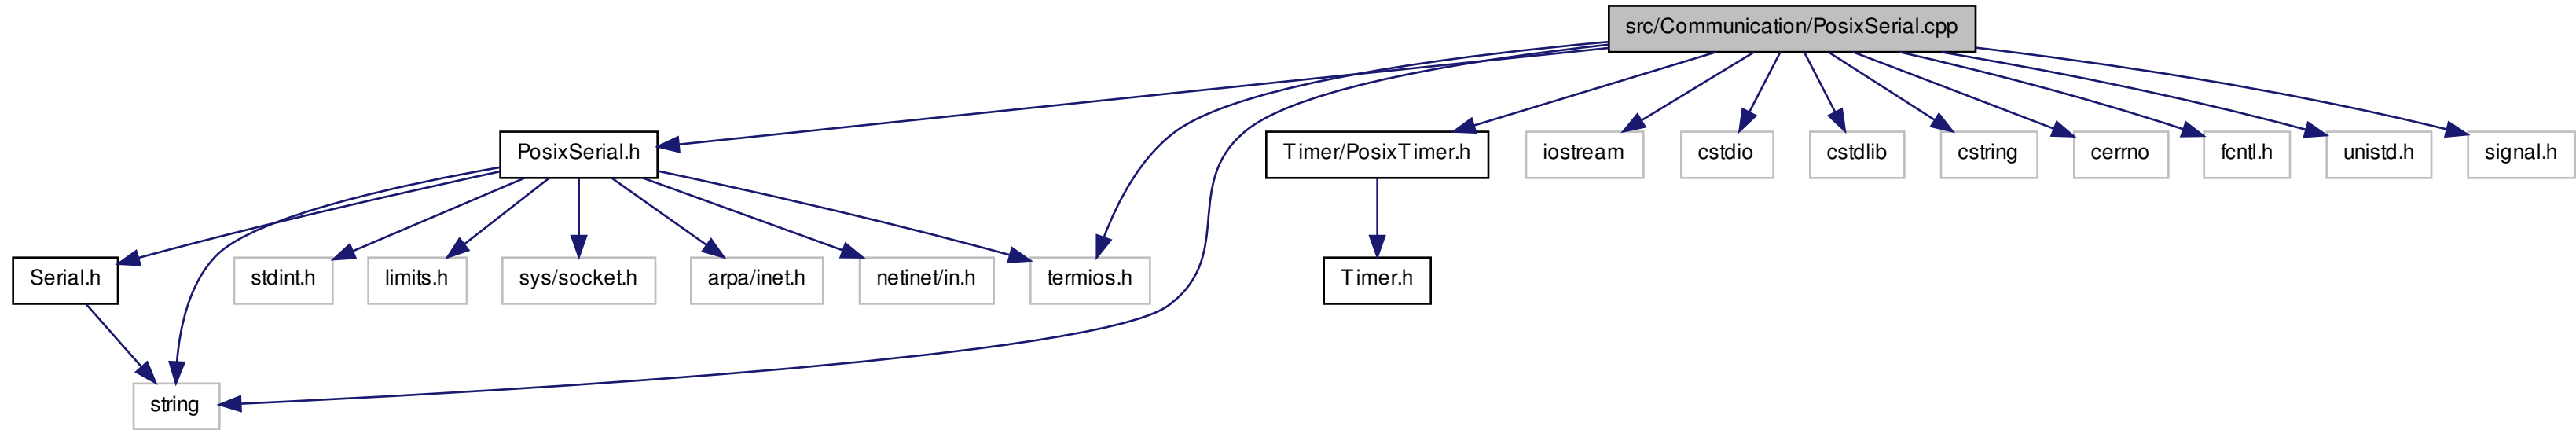 src/Communication/PosixSerial.cpp
PosixSerial.h
Timer/PosixTimer.h
iostream
cstdio
cstdlib
cstring
cerrno
fcntl.h
unistd.h
signal.h
Serial.h
stdint.h
limits.h
sys/socket.h
arpa/inet.h
netinet/in.h
termios.h
Timer.h
string